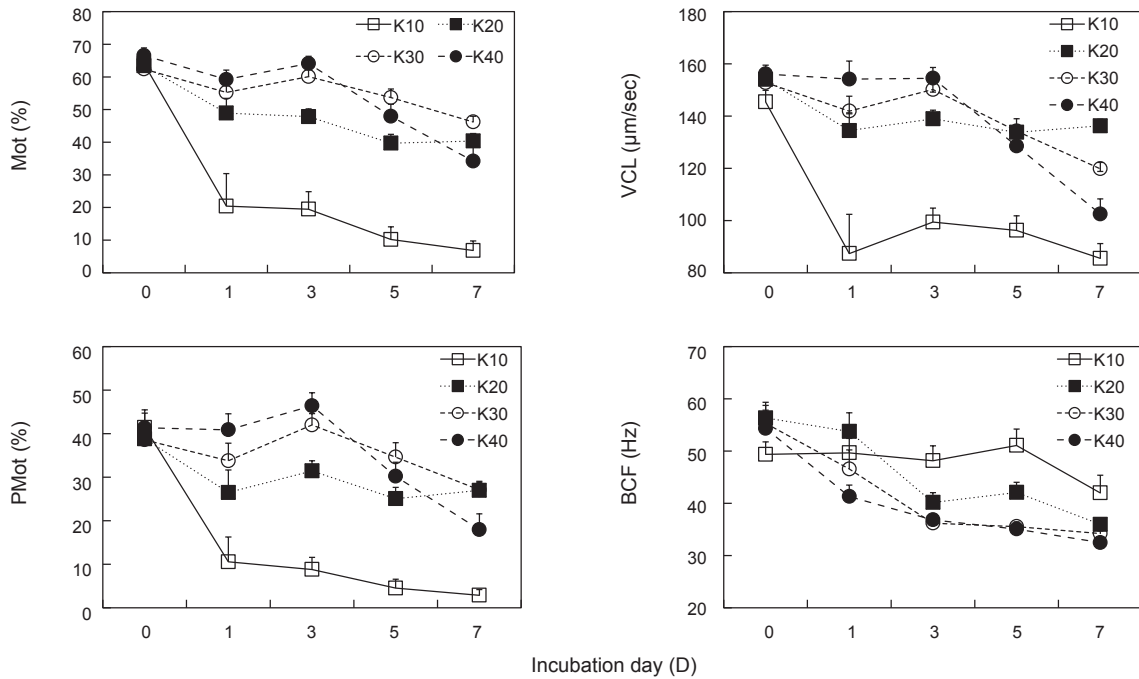 80
70
60
50
40
30
20
10
0
Mot (%)
K10 K20
K30 K40
0 1 3 5 7
180
160
140
120
100
80
VCL (µm/sec)
K10
K20
K30
K40
0 1 3 5 7
60
50
40
30
20
10
0
PMot (%)
K10
K20
K30
K40
0 1 3 5 7
70
60
50
40
30
20
BCF (Hz)
K10
K20
K30
K40
0 1 3 5 7
Incubation day (D)